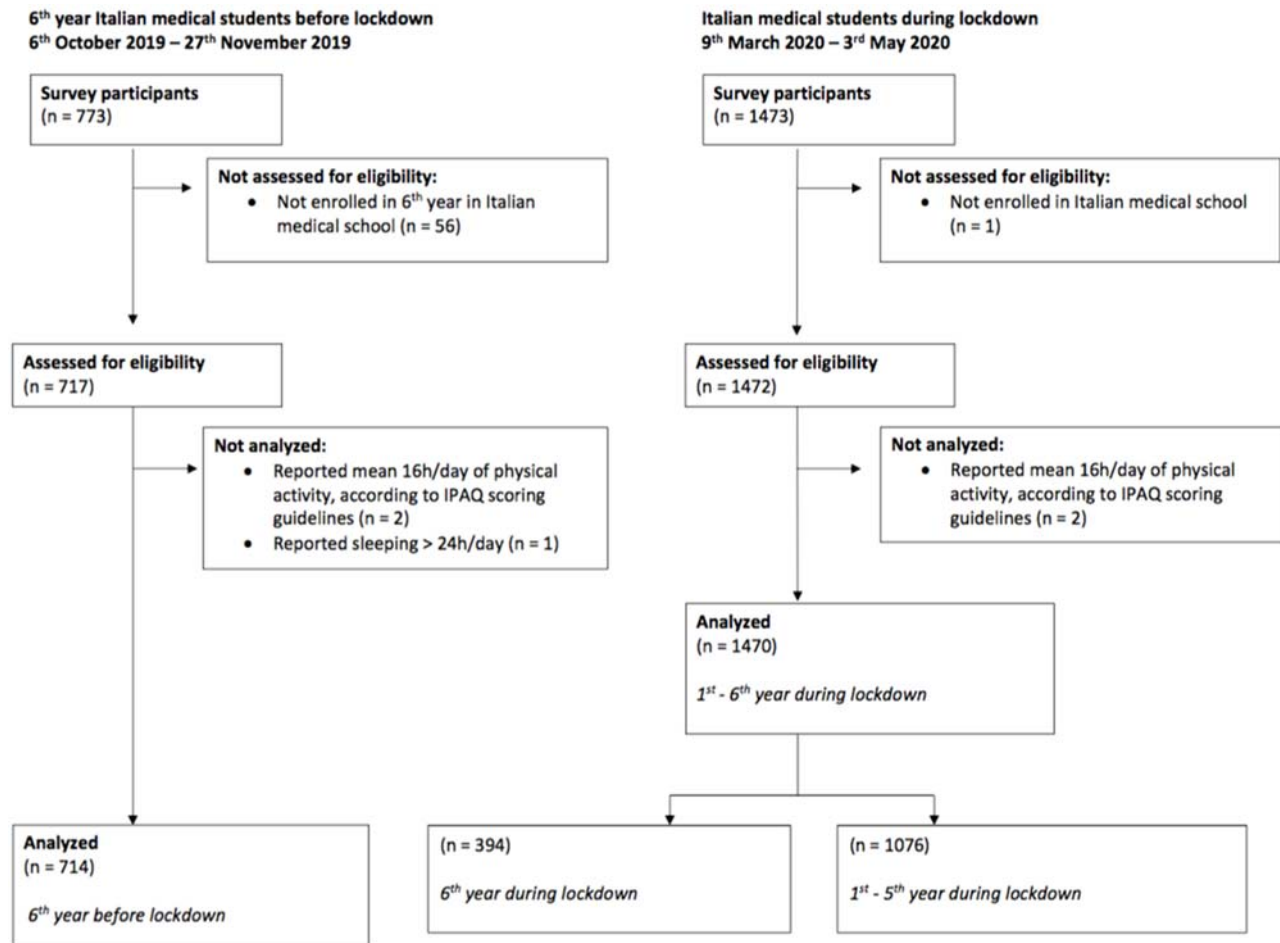 6th year Italian medical students before lockdown
6th October 2019 – 27th November 2019
Survey participants
(n = 773)
Not assessed for eligibility:
• Not enrolled in 6th year in Italian
medical school (n = 56)
Assessed for eligibility
(n = 717)
Not analyzed:
• Reported mean 16h/day of physical
activity, according to IPAQ scoring
guidelines (n = 2)
• Reported sleeping > 24h/day (n = 1)
Analyzed
(n = 714)
6th year before lockdown
Italian medical students during lockdown
9th March 2020 – 3rd May 2020
Survey participants
(n = 1473)
Not assessed for eligibility:
• Not enrolled in Italian medical school
(n = 1)
Assessed for eligibility
(n = 1472)
Not analyzed:
• Reported mean 16h/day of physical
activity, according to IPAQ scoring
guidelines (n = 2)
Analyzed
(n = 1470)
1st - 6th year during lockdown
(n = 394)
6th year during lockdown
(n = 1076)
1st - 5th year during lockdown